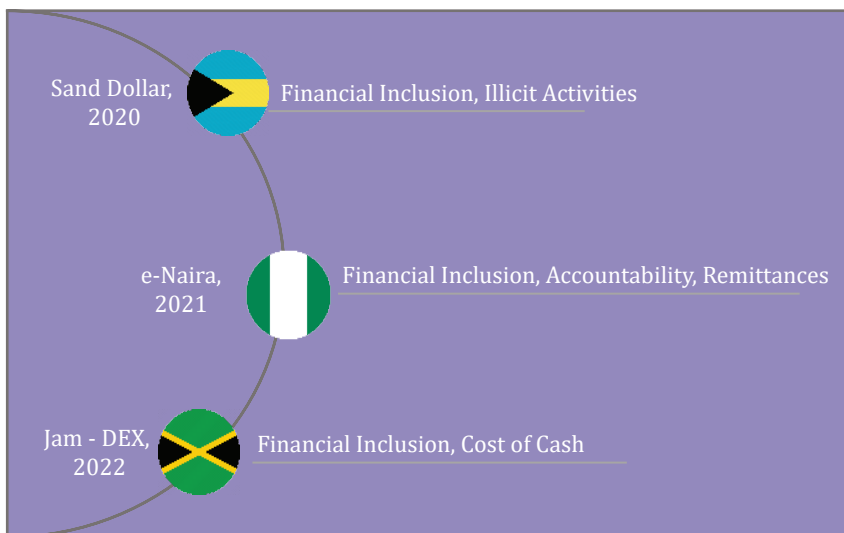 Sand Dollar,
2020
Financial Inclusion, Illicit Activities
e-Naira,
2021
Financial Inclusion, Accountability, Remittances
Jam - DEX,
2022
Financial Inclusion, Cost of Cash